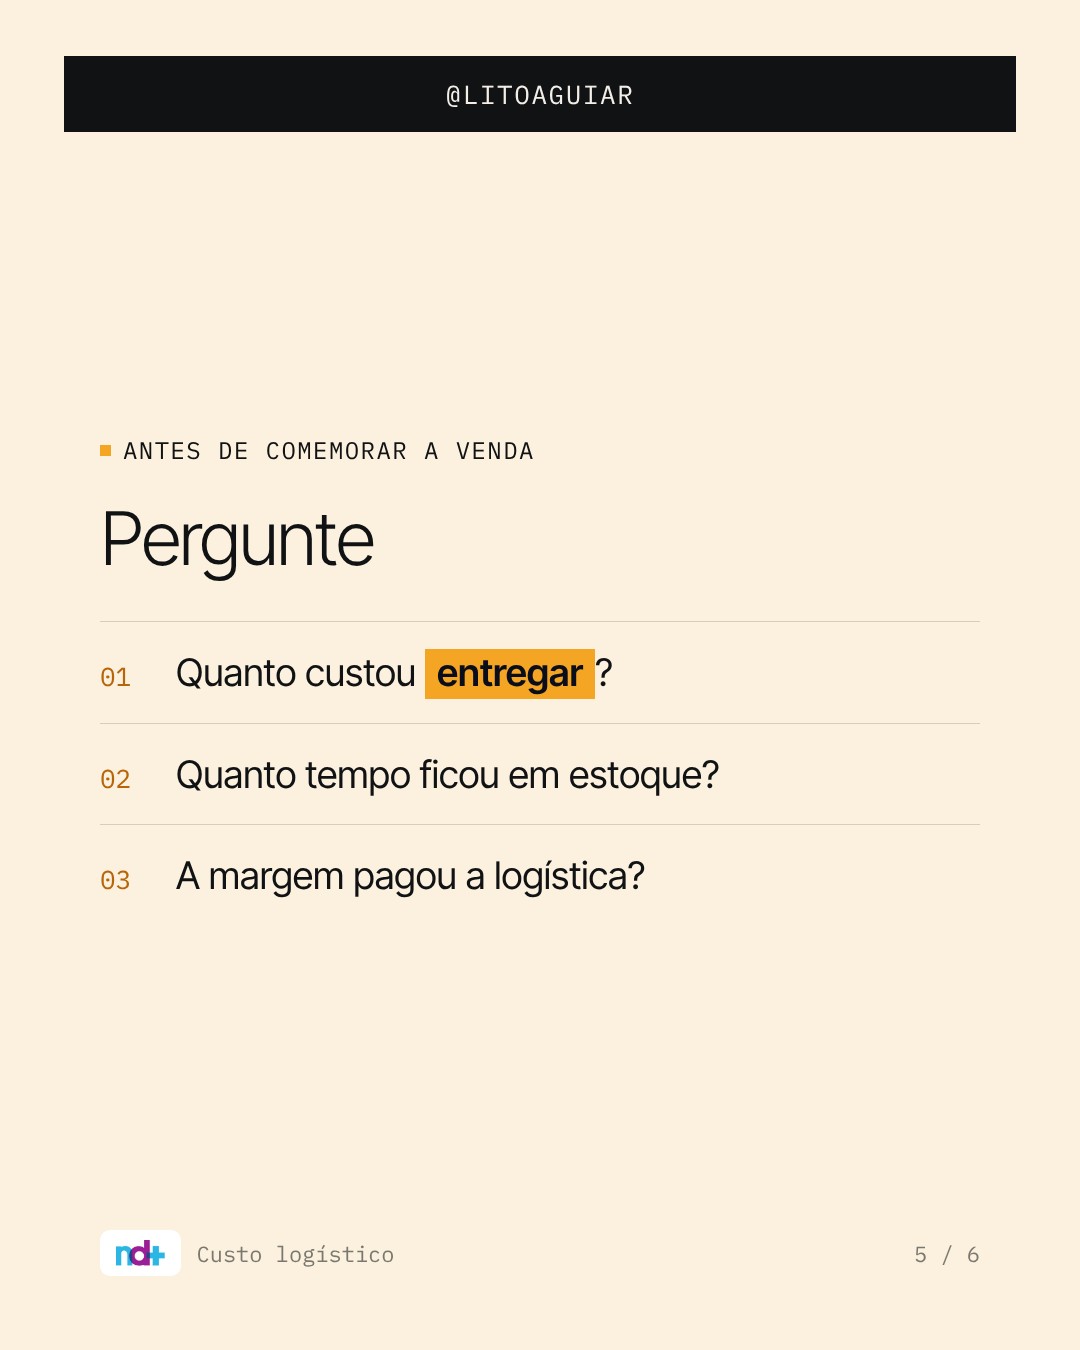 @LITOAGUIAR
ANTES DE COMEMORAR A VENDA
Pergunte
01 Quanto custou entregar?
02 Quanto tempo ficou em estoque?
03 A margem pagou a logística?
nd+ Custo logístico 5 / 6